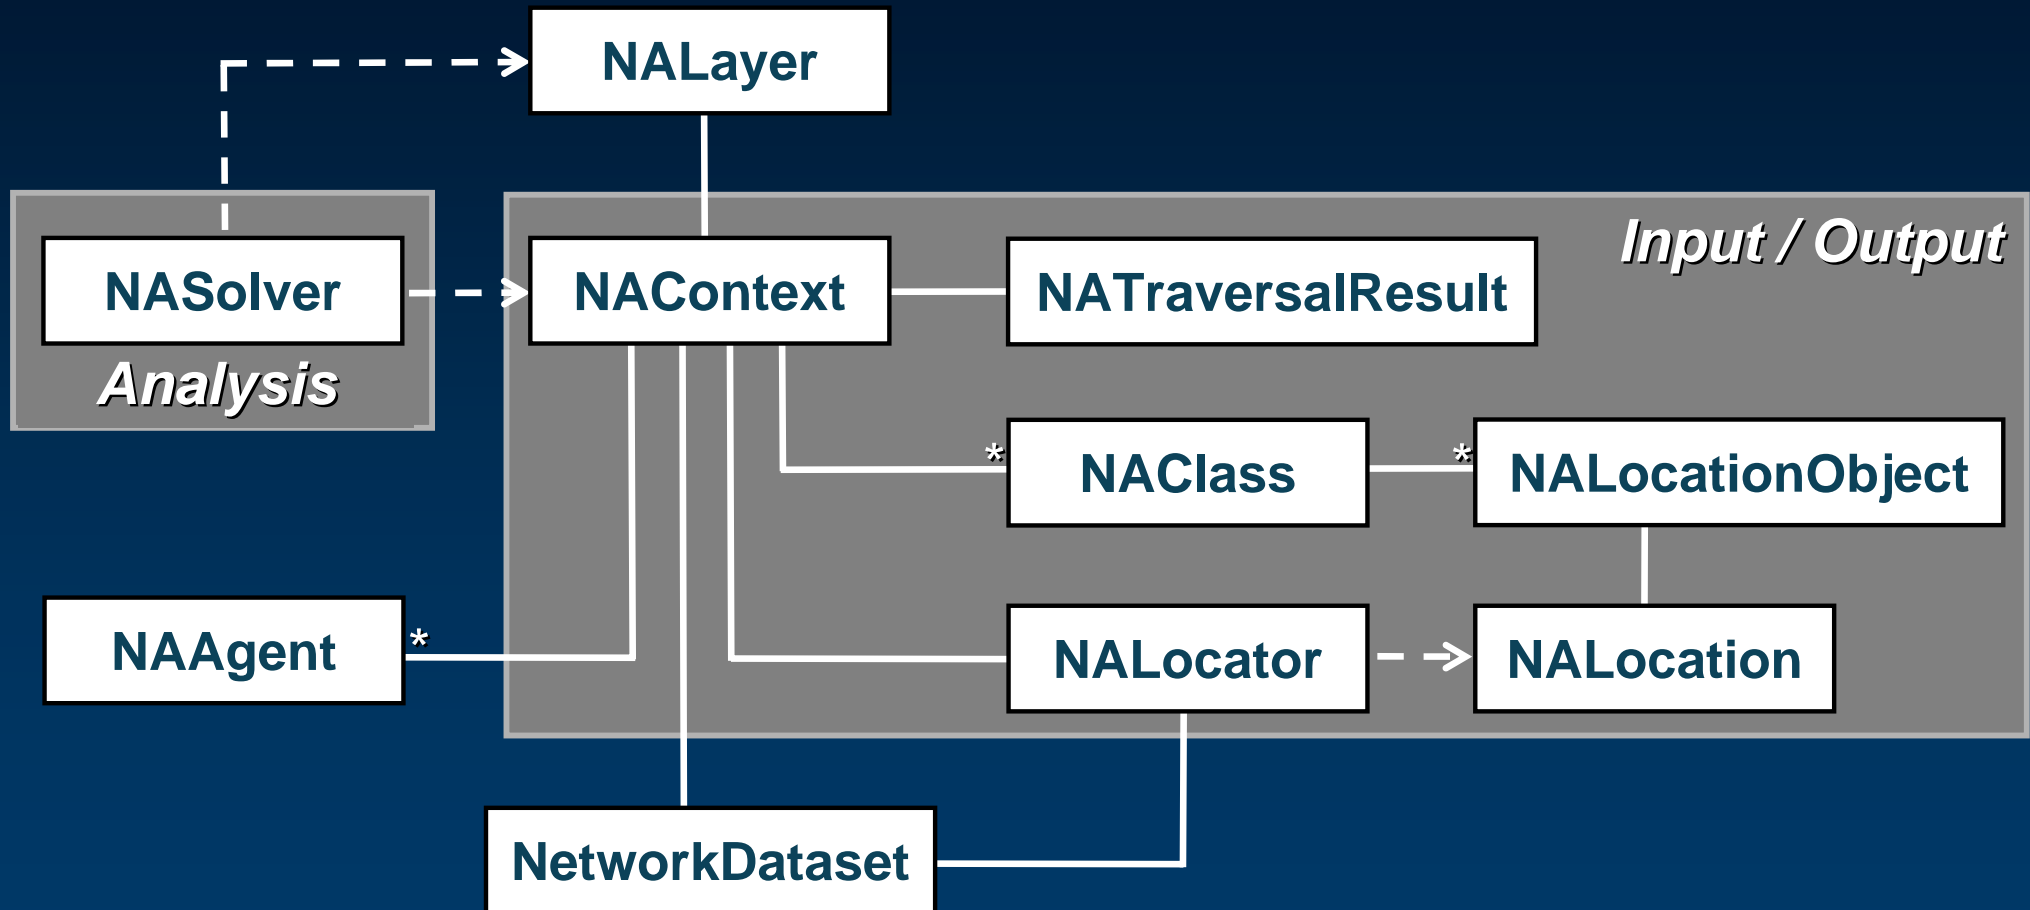 NALayer
Input / Output
NASolver
NAContext
NATraversalResult
Analysis
*
NAClass
*
NALocationObject
NAAgent
*
NALocator
NALocation
NetworkDataset